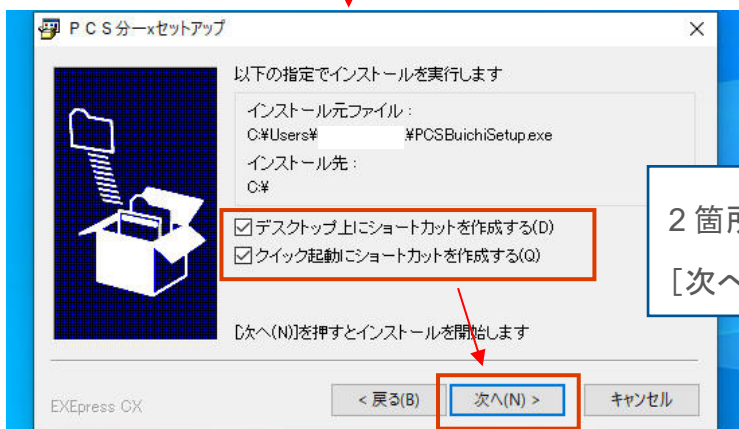 PCS分ーxセットアップ
以下の指定でインストールを実行します
インストール元ファイル:
C:¥Users¥ ¥PCSBuichiSetup.exe
インストール先:
C:¥
デスクトップ上にショートカットを作成する(D)
クイック起動にショートカットを作成する(Q)
2箇
[次へ
[次へ(N)]を押すとインストールを開始します
EXEpress CX
< 戻る(B)
次へ(N) >
キャンセル